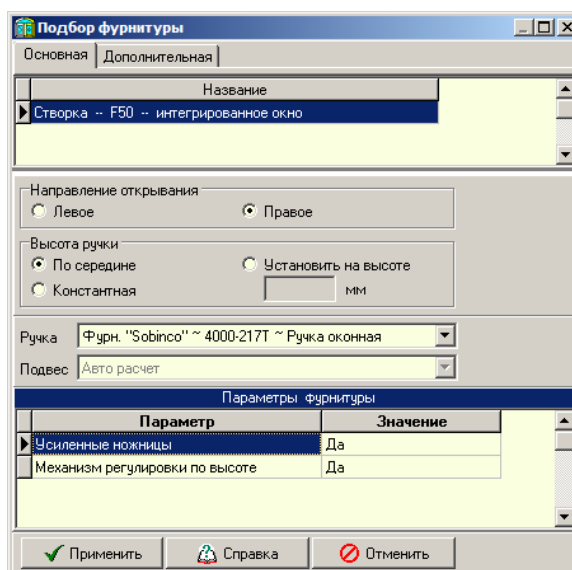 Подбор фурнитуры
Основная Дополнительная
Название
Створка -- F50 -- интегрированное окно
Направление открывания
Левое Правое
Высота ручки
По середине Установить на высоте
Константная мм
Ручка Фурн. "Sobinco" ~ 4000-217Т ~ Ручка оконная
Подвес Авто расчет
Параметры фурнитуры
Параметр Значение
Усиленные ножницы Да
Механизм регулировки по высоте Да
Применить Справка Отменить